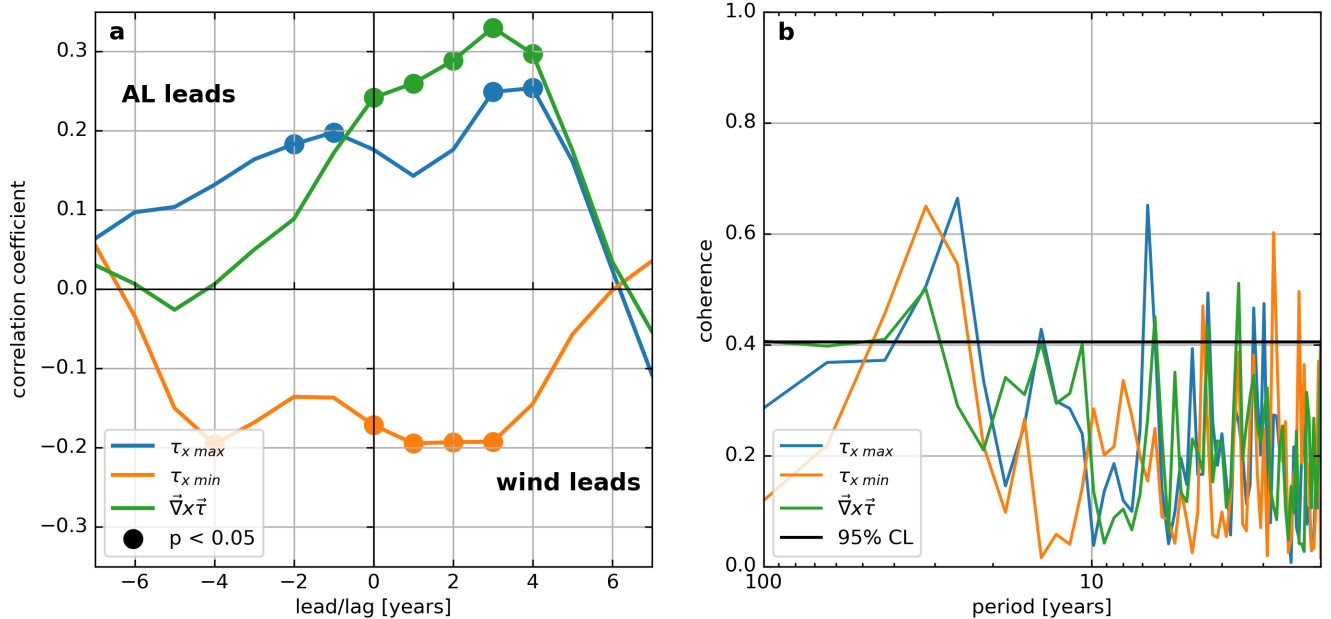 a
AL leads
wind leads
0.3
0.2
0.1
0.0
−0.1
−0.2
−0.3
correlation coefficient
−6
−4
−2
0
2
4
6
lead/lag [years]
τx max
τx min
∇⃗xτ⃗
p < 0.05
b
1.0
0.8
0.6
0.4
0.2
0.0
coherence
100
10
period [years]
τx max
τx min
∇⃗xτ⃗
95% CL